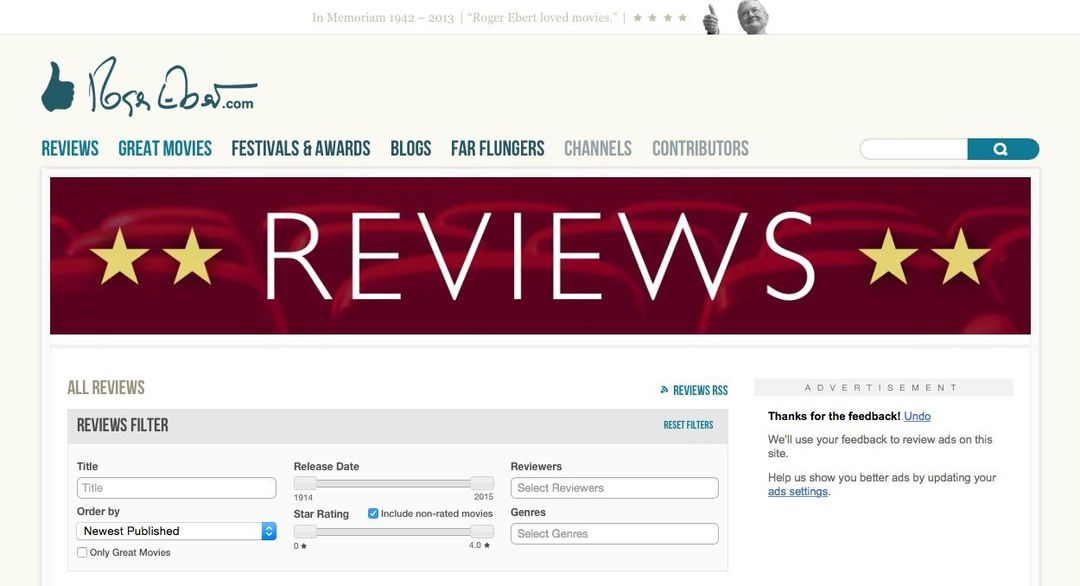 In Memoriam 1942 – 2013 | “Roger Ebert loved movies.” |
Roger Ebert.com
REVIEWS GREAT MOVIES FESTIVALS & AWARDS BLOGS FAR FLUNGERS CHANNELS CONTRIBUTORS
REVIEWS
ALL REVIEWS
REVIEWS RSS
REVIEWS FILTER
RESET FILTERS
Title
Title
Order by
Newest Published
Only Great Movies
Release Date
1914 2015
Star Rating
Include non-rated movies
0★ 4.0 ★
Reviewers
Select Reviewers
Genres
Select Genres
ADVERTISEMENT
Thanks for the feedback! Undo
We'll use your feedback to review ads on this
site.
Help us show you better ads by updating your
ads settings.